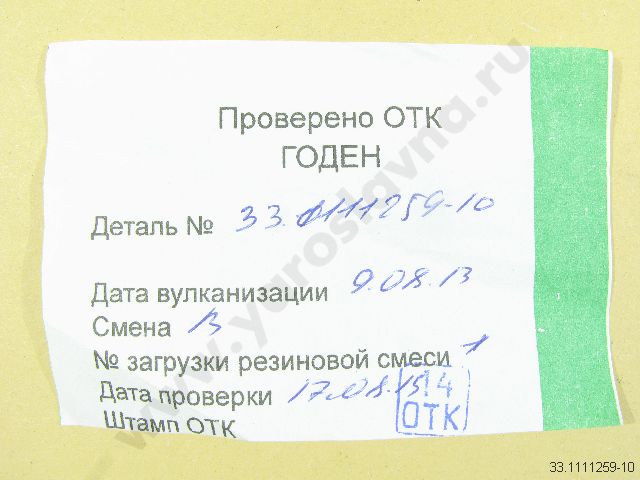 Проверено ОТК
ГОДЕН
Деталь № 33.1111259-10
Дата вулканизации 9.08.13
Смена В
№ загрузки резиновой смеси 1
Дата проверки 17.08.15
14
Штамп ОТК ОТК
www.yaroslavna.ru
33.1111259-10